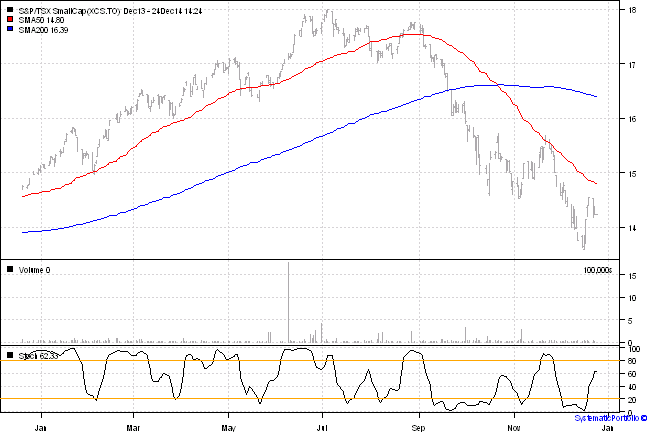 S&P/TSX SmallCap(XCS.TO) Dec13 - 24Dec14 14.24
SMA50 14.80
SMA200 16.39
18
17
16
15
14
Volume 0
100,000s
15
10
5
0
Stoch 62.33
100
80
60
40
20
0
Jan Mar May Jul Sep Nov Jan
SystematicPortfolio ©